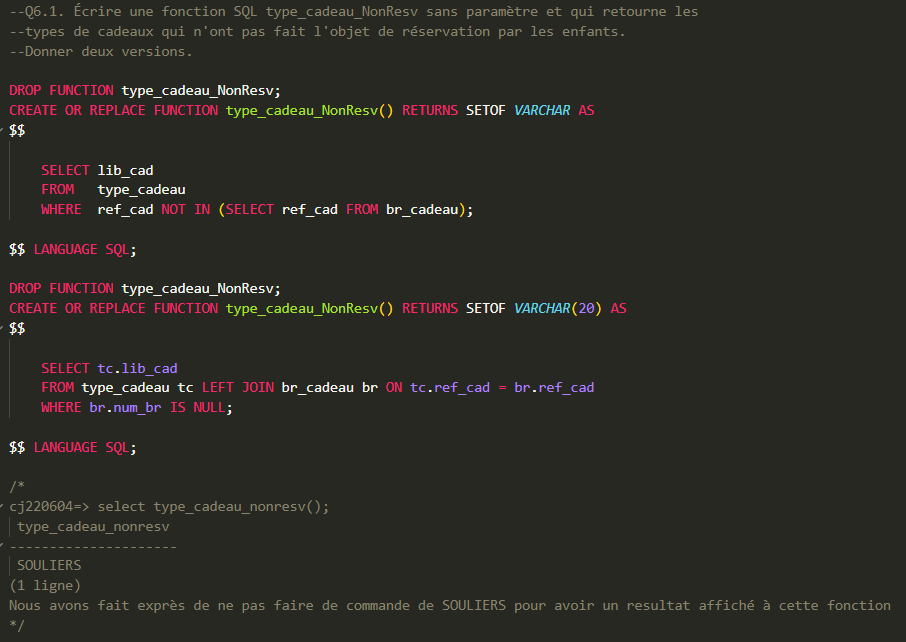 --Q6.1. Écrire une fonction SQL type_cadeau_NonResv sans paramètre et qui retourne les
--types de cadeaux qui n'ont pas fait l'objet de réservation par les enfants.
--Donner deux versions.
DROP FUNCTION type_cadeau_NonResv;
CREATE OR REPLACE FUNCTION type_cadeau_NonResv() RETURNS SETOF VARCHAR AS
$$
SELECT lib_cad
FROM   type_cadeau
WHERE  ref_cad NOT IN (SELECT ref_cad FROM br_cadeau);
$$ LANGUAGE SQL;
DROP FUNCTION type_cadeau_NonResv;
CREATE OR REPLACE FUNCTION type_cadeau_NonResv() RETURNS SETOF VARCHAR(20) AS
$$
SELECT tc.lib_cad
FROM type_cadeau tc LEFT JOIN br_cadeau br ON tc.ref_cad = br.ref_cad
WHERE br.num_br IS NULL;
$$ LANGUAGE SQL;
/*
cj220604=> select type_cadeau_nonresv();
type_cadeau_nonresv
---------------------
SOULIERS
(1 ligne)
Nous avons fait exprès de ne pas faire de commande de SOULIERS pour avoir un resultat affiché à cette fonction
*/